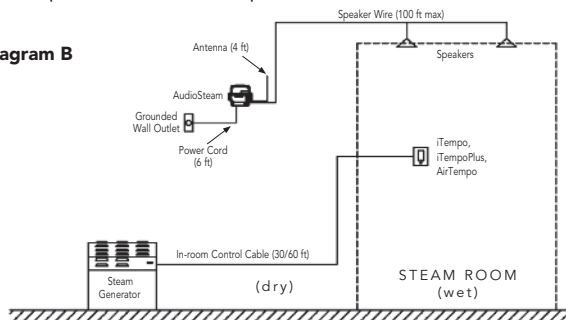 agram B
Speaker Wire (100 ft max)
Antenna (4 ft)
Speakers
AudioSteam
Grounded
Wall Outlet
Power Cord
(6 ft)
iTempo,
iTempoPlus,
AirTempo
In-room Control Cable (30/60 ft)
Steam
Generator
(dry)
STEAM ROOM
(wet)